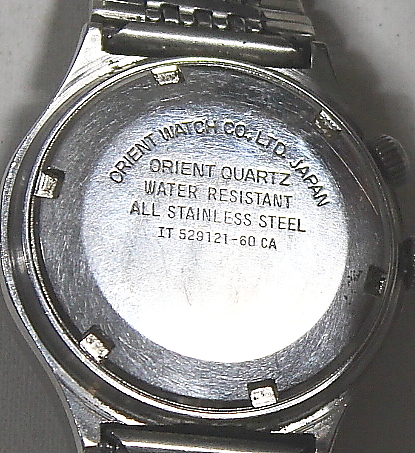 ORIENT WATCH CO., LTD. JAPAN
ORIENT QUARTZ
WATER RESISTANT
ALL STAINLESS STEEL
IT 529121-60 CA